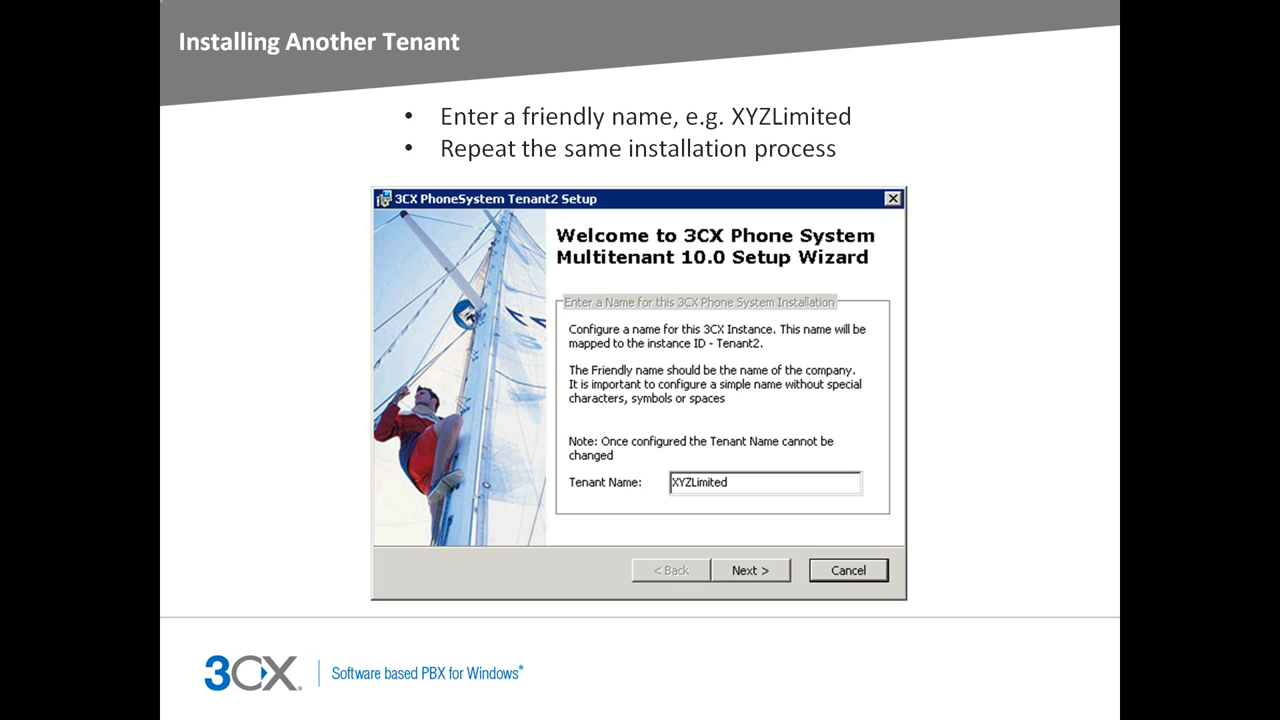 Installing Another Tenant
• Enter a friendly name, e.g. XYZLimited
• Repeat the same installation process
3CX PhoneSystem Tenant2 Setup
Welcome to 3CX Phone System
Multitenant 10.0 Setup Wizard
Enter a Name for this 3CX Phone System Installation
Configure a name for this 3CX Instance. This name will be
mapped to the instance ID - Tenant2.
The Friendly name should be the name of the company.
It is important to configure a simple name without special
characters, symbols or spaces
Note: Once configured the Tenant Name cannot be
changed
Tenant Name: XYZLimited
< Back Next > Cancel
3CX® Software based PBX for Windows®